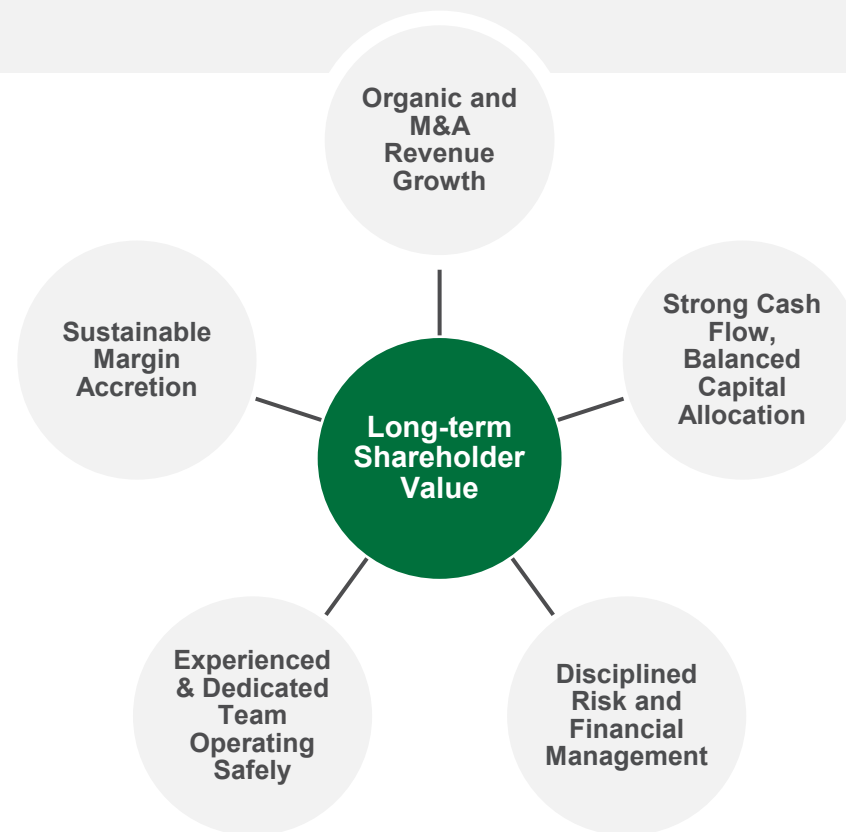 Organic and
M&A
Revenue
Growth
Sustainable
Margin
Accretion
Strong Cash
Flow,
Balanced
Capital
Allocation
Long-term
Shareholder
Value
Experienced
& Dedicated
Team
Operating
Safely
Disciplined
Risk and
Financial
Management